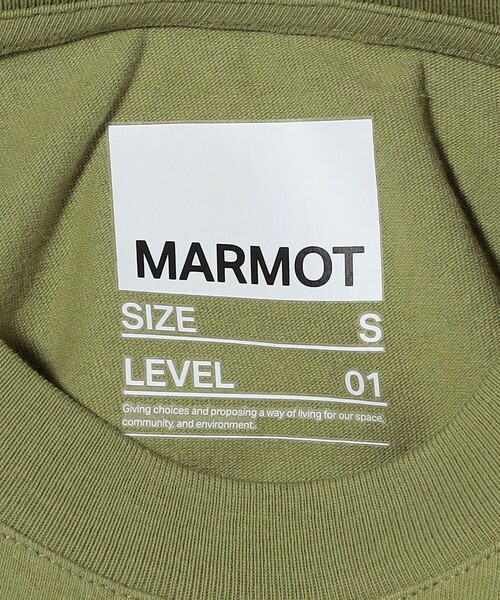 MARMOT
SIZE S
LEVEL 01
Giving choices and proposing a way of living for our space,
community, and environment.